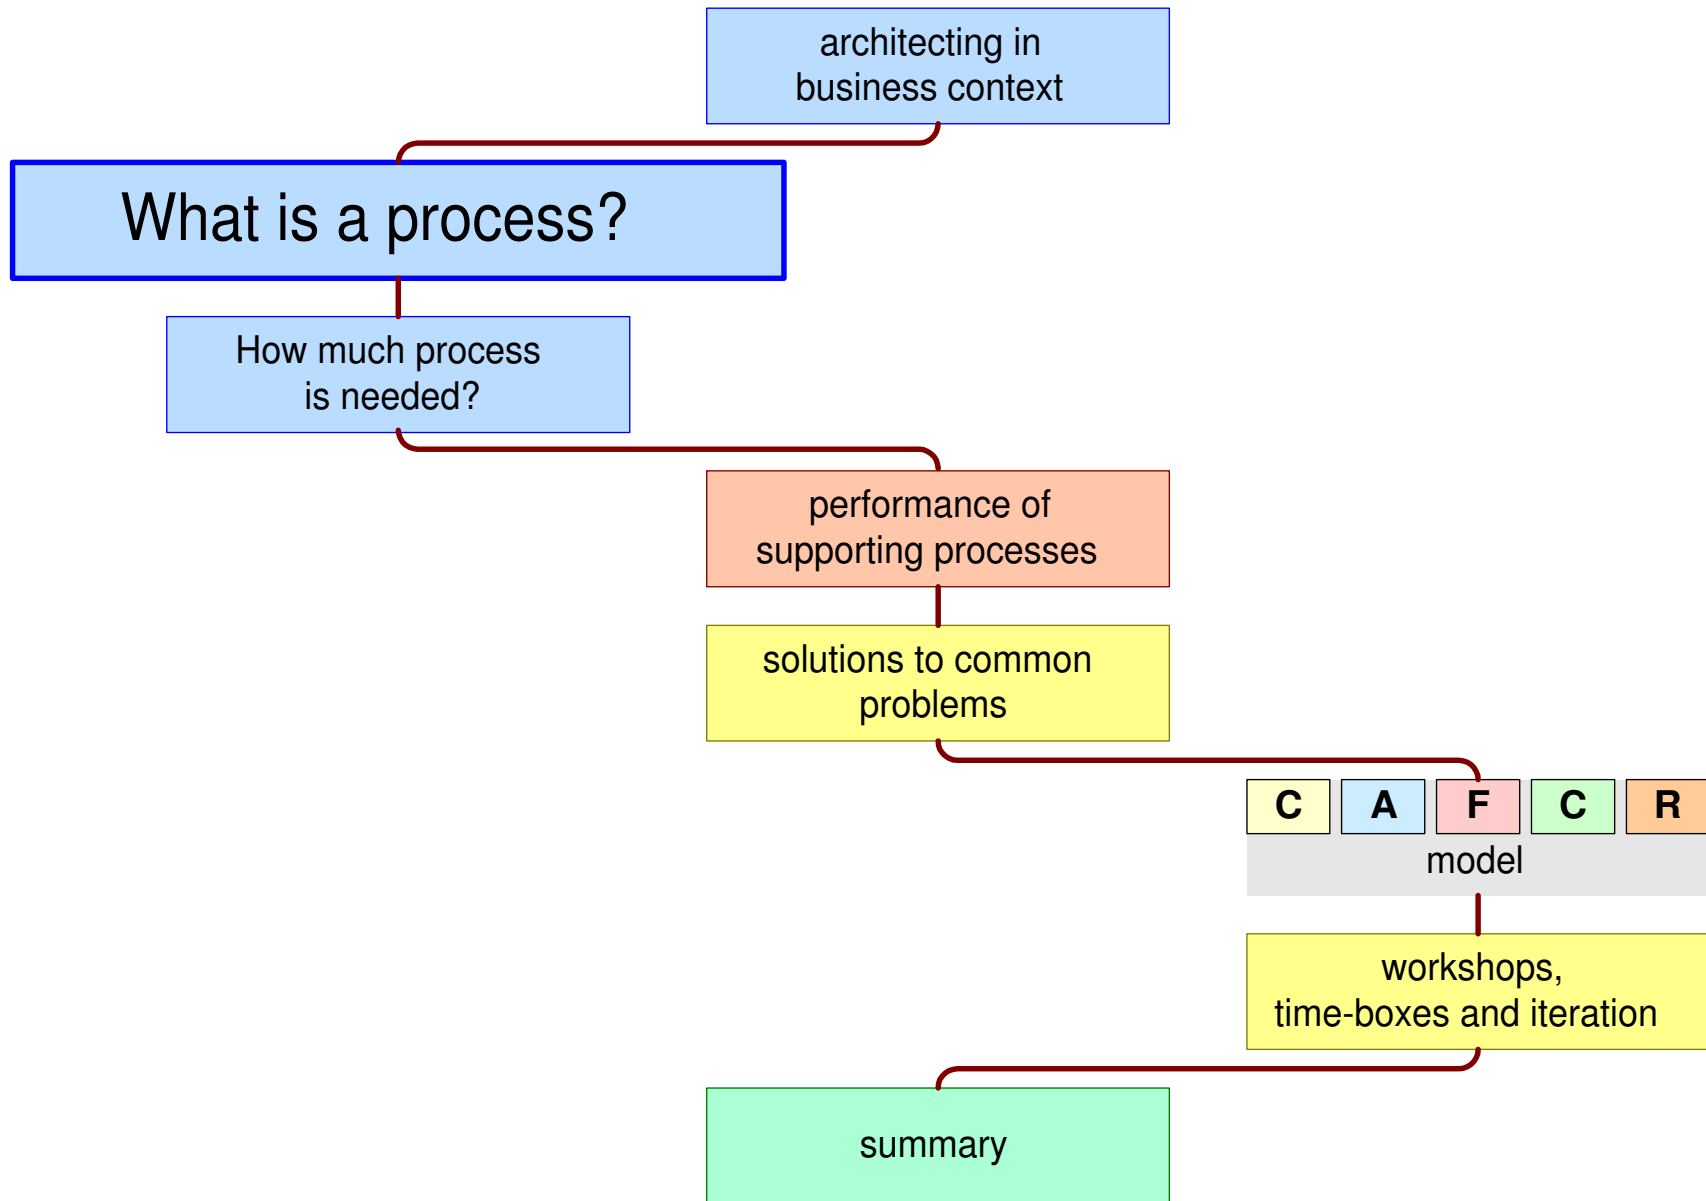 architecting in
business context
What is a process?
How much process
is needed?
performance of
supporting processes
solutions to common
problems
C A F C R
model
workshops,
time-boxes and iteration
summary